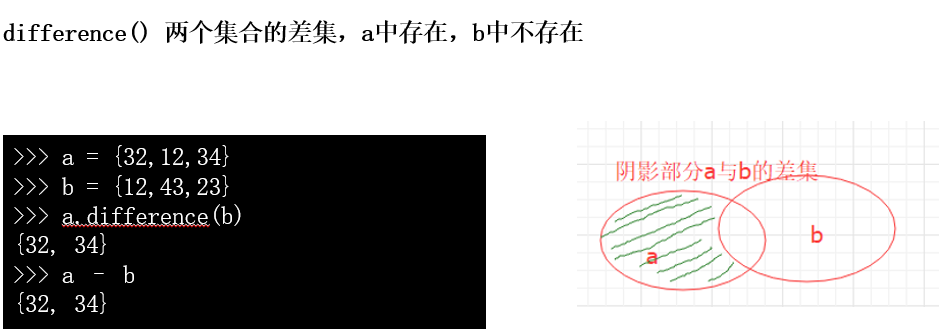 difference() 两个集合的差集，a中存在，b中不存在
>>> a = {32,12,34}
>>> b = {12,43,23}
>>> a.difference(b)
{32, 34}
>>> a - b
{32, 34}
阴影部分a与b的差集
a
b